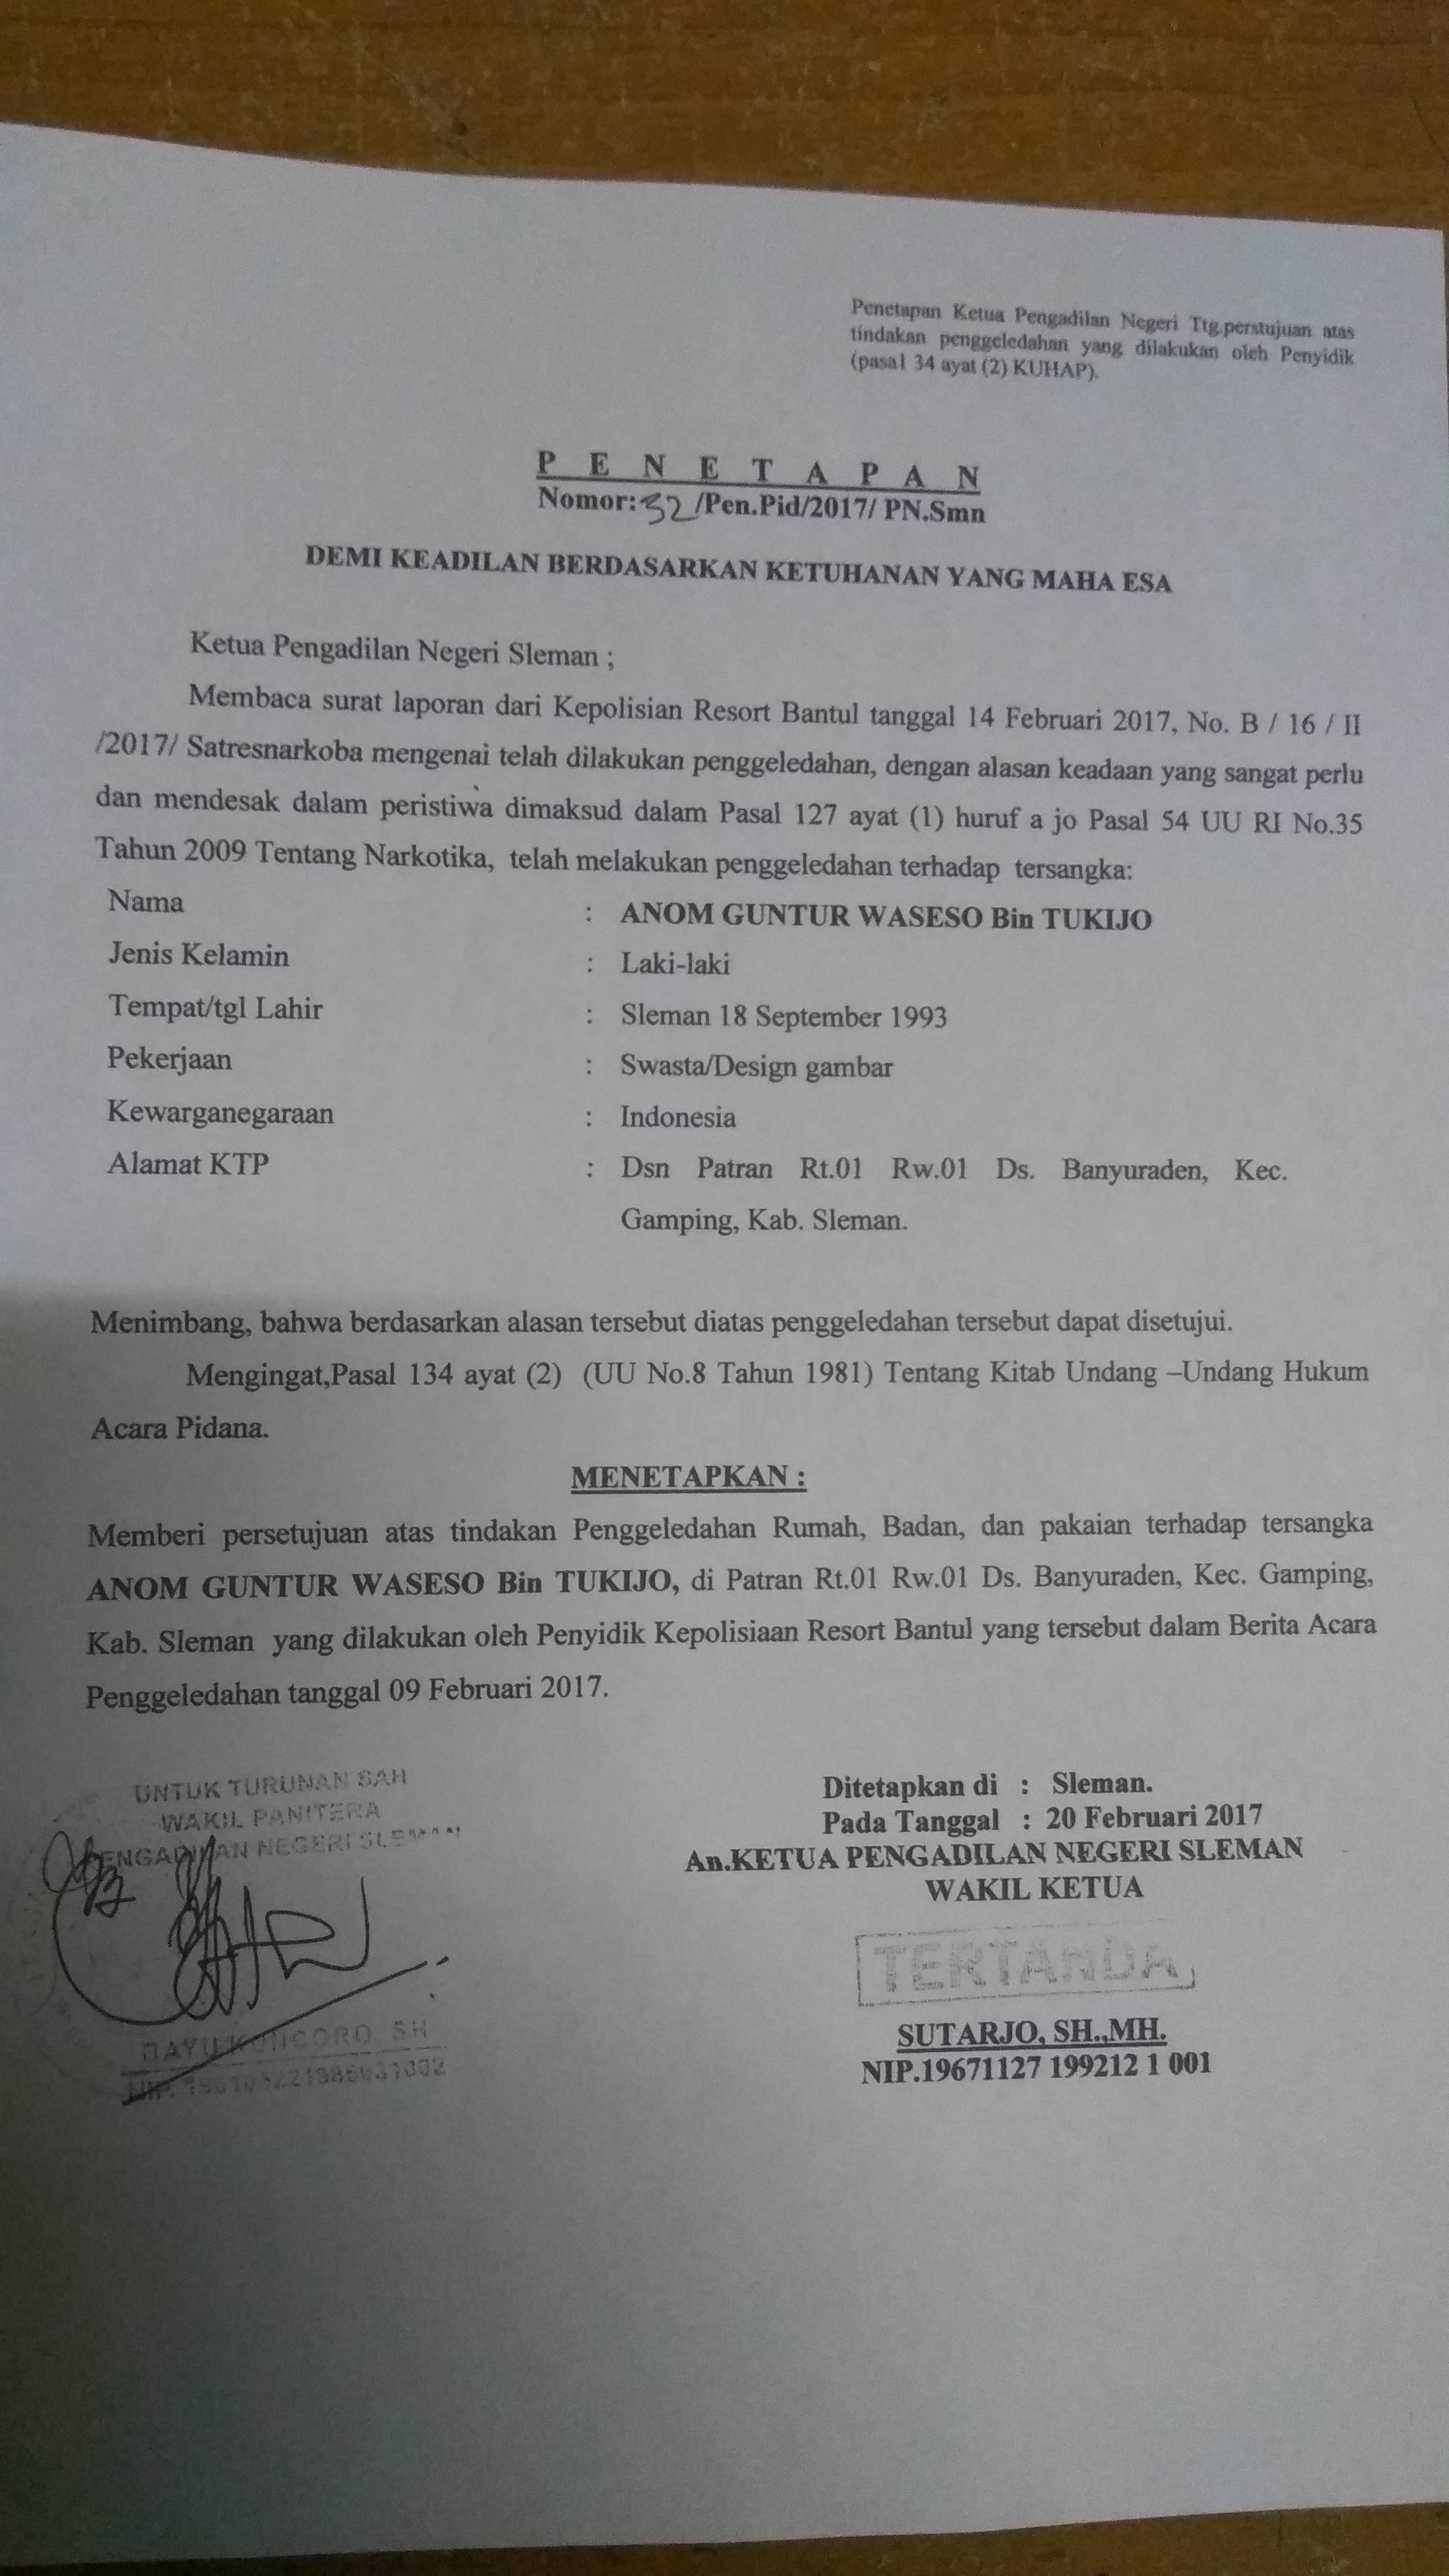 Penetapan Ketua Pengadilan Negeri Ttg.perstujuan atas
tindakan penggeledahan yang dilakukan oleh Penyidik
(pasal 34 ayat (2) KUHAP).
P E N E T A P A N
Nomor: 32 /Pen.Pid/2017/ PN.Smn
DEMI KEADILAN BERDASARKAN KETUHANAN YANG MAHA ESA
Ketua Pengadilan Negeri Sleman ;
Membaca surat laporan dari Kepolisian Resort Bantul tanggal 14 Februari 2017, No. B / 16 / II
/2017/ Satresnarkoba mengenai telah dilakukan penggeledahan, dengan alasan keadaan yang sangat perlu
dan mendesak dalam peristiwa dimaksud dalam Pasal 127 ayat (1) huruf a jo Pasal 54 UU RI No.35
Tahun 2009 Tentang Narkotika, telah melakukan penggeledahan terhadap tersangka:
Nama : ANOM GUNTUR WASESO Bin TUKIJO
Jenis Kelamin : Laki-laki
Tempat/tgl Lahir : Sleman 18 September 1993
Pekerjaan : Swasta/Design gambar
Kewarganegaraan : Indonesia
Alamat KTP : Dsn Patran Rt.01 Rw.01 Ds. Banyuraden, Kec.
Gamping, Kab. Sleman.
Menimbang, bahwa berdasarkan alasan tersebut diatas penggeledahan tersebut dapat disetujui.
Mengingat,Pasal 134 ayat (2) (UU No.8 Tahun 1981) Tentang Kitab Undang –Undang Hukum
Acara Pidana.
MENETAPKAN :
Memberi persetujuan atas tindakan Penggeledahan Rumah, Badan, dan pakaian terhadap tersangka
ANOM GUNTUR WASESO Bin TUKIJO, di Patran Rt.01 Rw.01 Ds. Banyuraden, Kec. Gamping,
Kab. Sleman yang dilakukan oleh Penyidik Kepolisiaan Resort Bantul yang tersebut dalam Berita Acara
Penggeledahan tanggal 09 Februari 2017.
UNTUK TURUNAN SAH
WAKIL PANITERA
PENGADILAN NEGERI SLEMAN
BAYU KUNCORO, SH
Ditetapkan di : Sleman.
Pada Tanggal : 20 Februari 2017
An.KETUA PENGADILAN NEGERI SLEMAN
WAKIL KETUA
TERTANDA
SUTARJO, SH.,MH.
NIP.19671127 199212 1 001